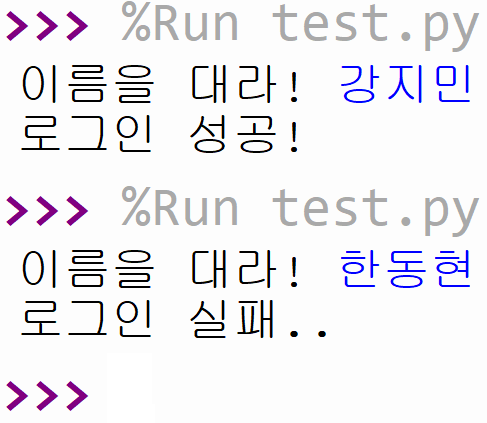 >>> %Run test.py
이름을 대라! 강지민
로그인 성공!
>>> %Run test.py
이름을 대라! 한동현
로그인 실패..
>>>